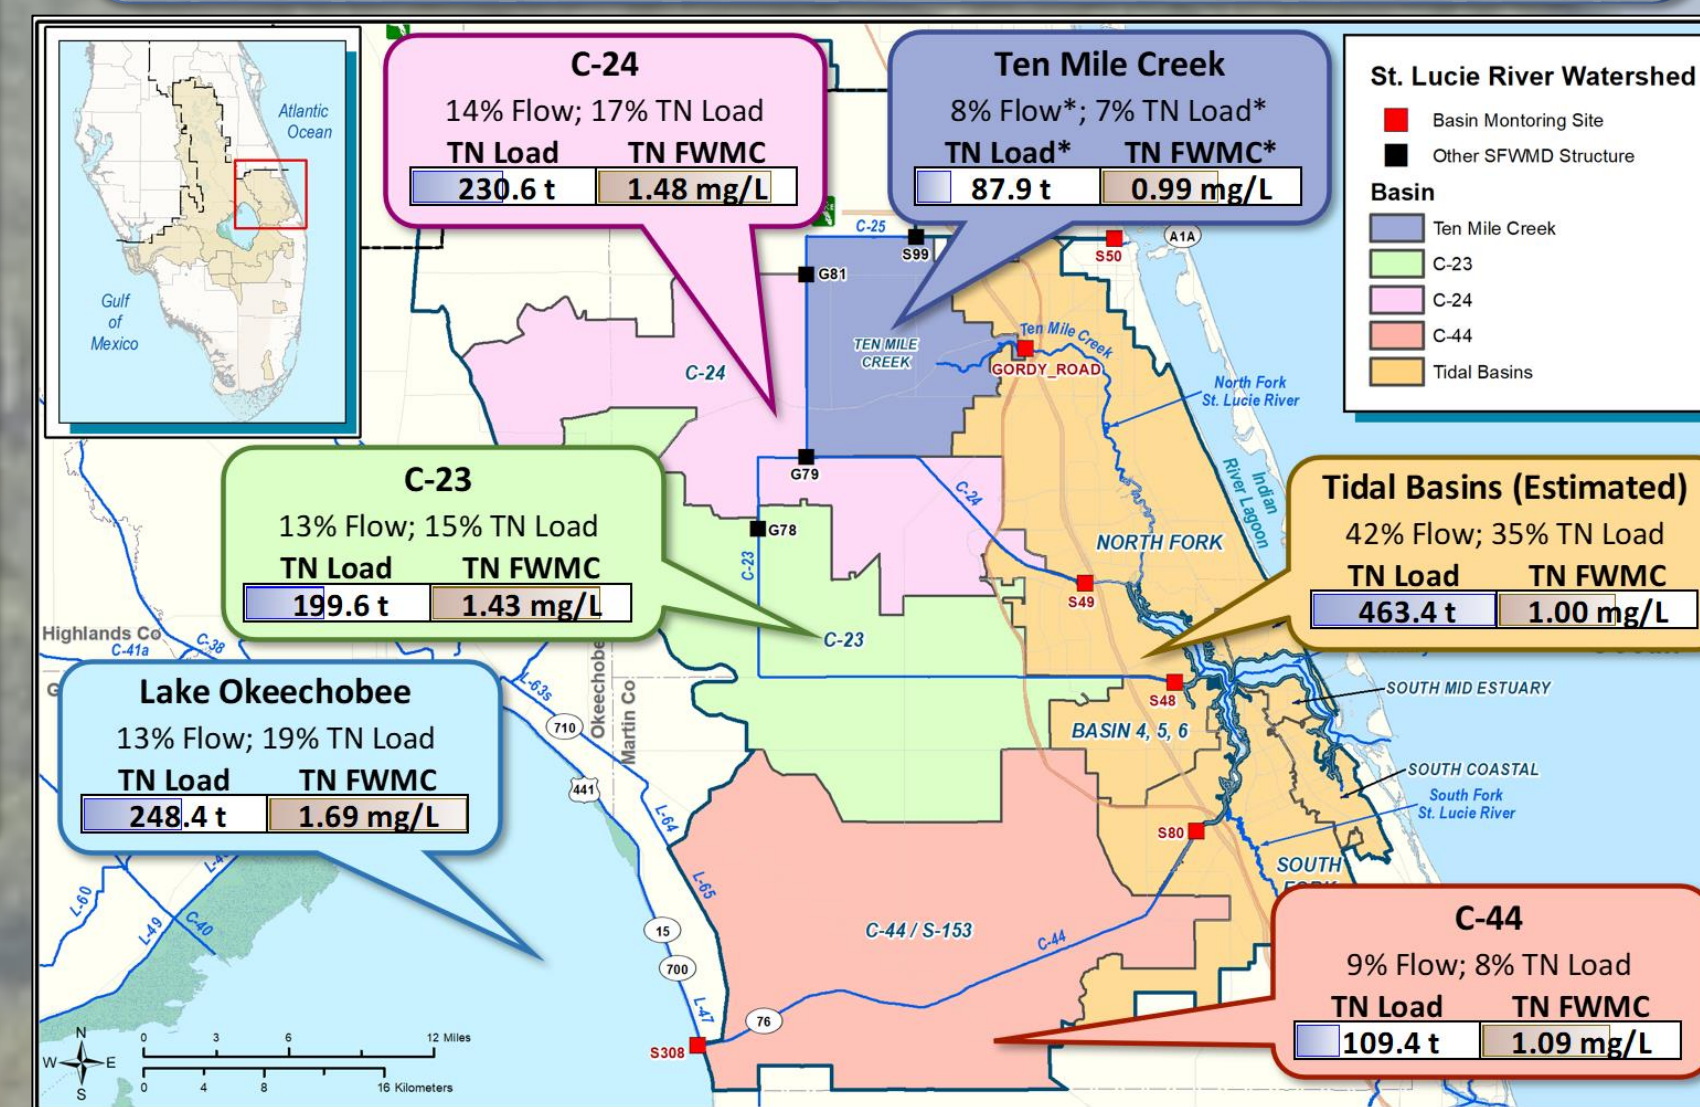 Atlantic
Ocean
Gulf
of
Mexico
C-24
14% Flow; 17% TN Load
TN Load TN FWMC
230.6 t 1.48 mg/L
Ten Mile Creek
8% Flow*; 7% TN Load*
TN Load* TN FWMC*
87.9 t 0.99 mg/L
St. Lucie River Watershed
Basin Montoring Site
Other SFWMD Structure
Basin
Ten Mile Creek
C-23
C-24
C-44
Tidal Basins
C-25
S99
S50
A1A
G81
TEN MILE
CREEK
Ten Mile Creek
GORDY_ROAD
C-24
North Fork
St. Lucie River
G79
C-24
Indian
River Lagoon
C-23
13% Flow; 15% TN Load
TN Load TN FWMC
199.6 t 1.43 mg/L
G78
C-23
NORTH FORK
S49
Tidal Basins (Estimated)
42% Flow; 35% TN Load
TN Load TN FWMC
463.4 t 1.00 mg/L
Highlands Co
C-41a
C-38
C-23
Okeechobe
Martin Co
L-63s
710
441
Lake Okeechobee
13% Flow; 19% TN Load
TN Load TN FWMC
248.4 t 1.69 mg/L
S48
BASIN 4, 5, 6
SOUTH MID ESTUARY
SOUTH COASTAL
South Fork
St. Lucie River
S80
SOUTH
L-64
L-65
L-60
L-49
C-40
15
700
L-47
C-44 / S-153
C-44
76
S308
C-44
9% Flow; 8% TN Load
TN Load TN FWMC
109.4 t 1.09 mg/L
N
W E
S
0 3 6 12 Miles
0 4 8 16 Kilometers